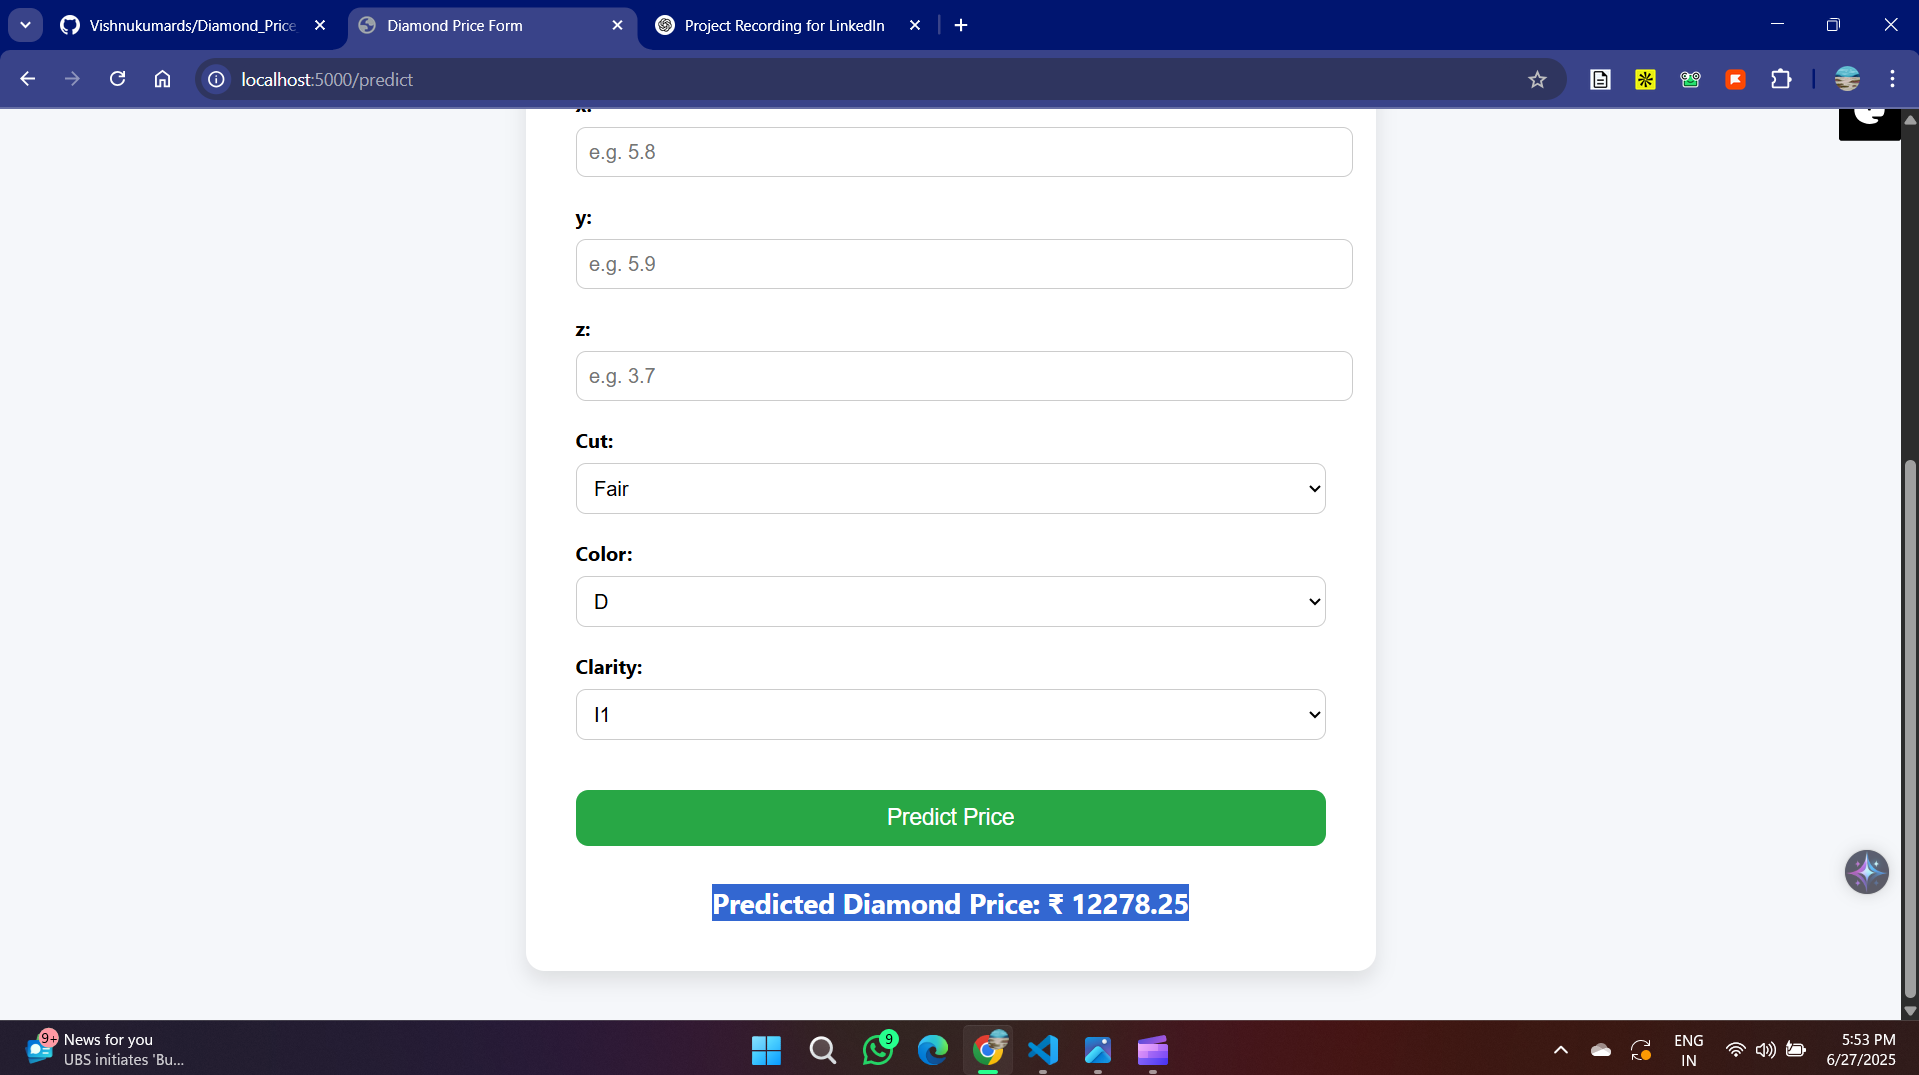 Vishnukumards/Diamond_Price_
Diamond Price Form
Project Recording for LinkedIn
localhost:5000/predict
x:
e.g. 5.8
y:
e.g. 5.9
z:
e.g. 3.7
Cut:
Fair
Color:
D
Clarity:
I1
Predict Price
Predicted Diamond Price: ₹ 12278.25
9+
News for you
UBS initiates 'Bu...
9
ENG
IN
5:53 PM
6/27/2025